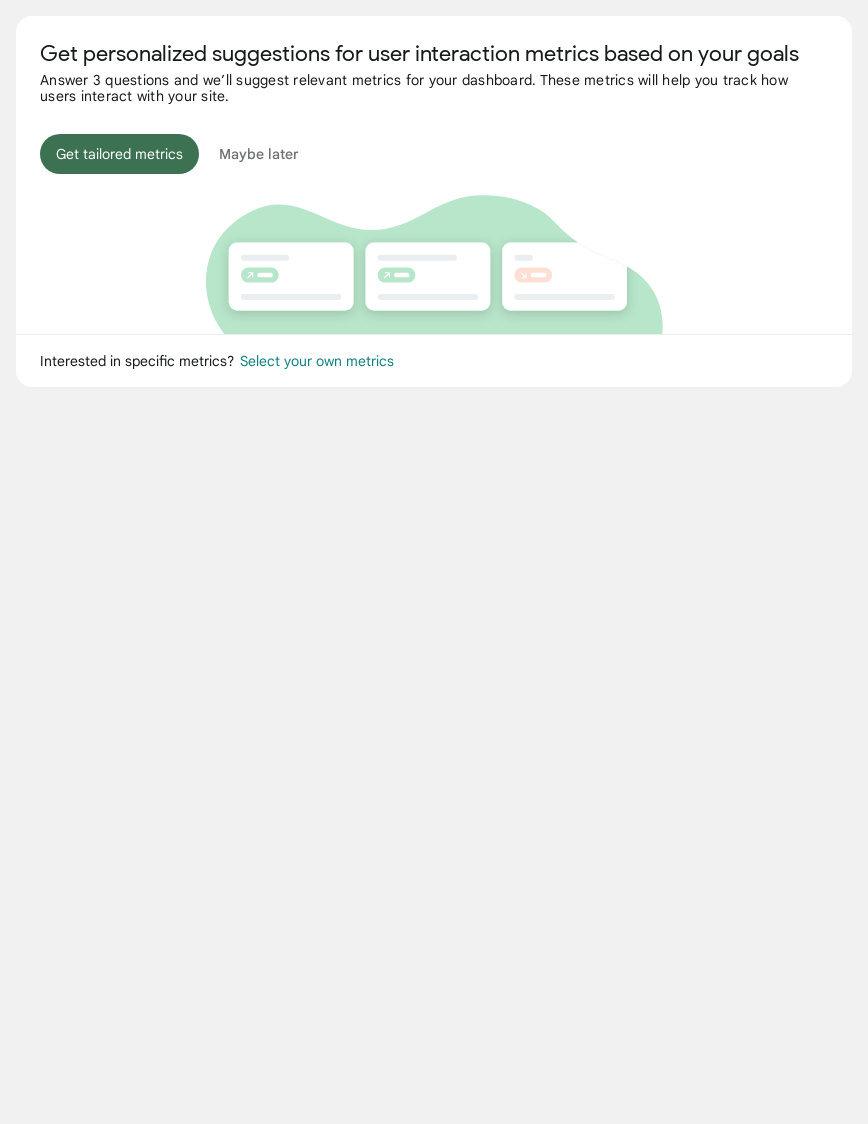 Get personalized suggestions for user interaction metrics based on your goals
Answer 3 questions and we’ll suggest relevant metrics for your dashboard. These metrics will help you track how
users interact with your site.
Get tailored metrics
Maybe later
Interested in specific metrics? Select your own metrics